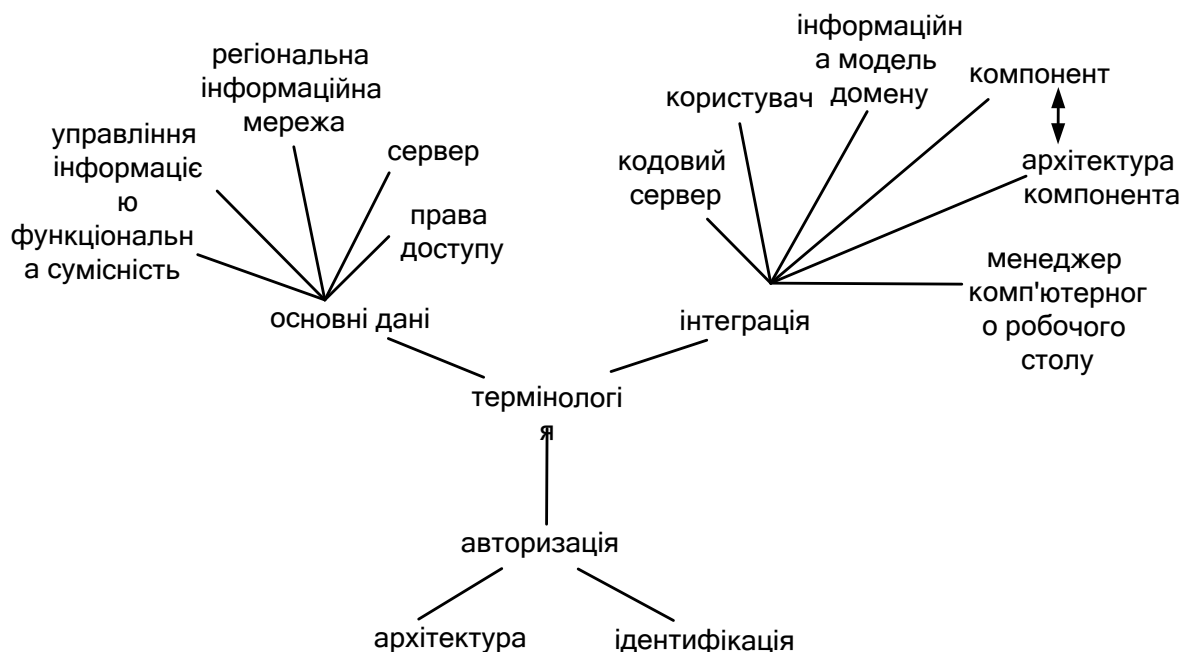 регіональна
інформаційна
мережа
управління
інформаціє
ю
функціональн
а сумісність
сервер
права
доступу
основні дані
інформаційн
а модель
домену
користувач
кодовий
сервер
компонент
архітектура
компонента
менеджер
комп'ютерног
о робочого
столу
інтеграція
термінологі
я
авторизація
архітектура
ідентифікація